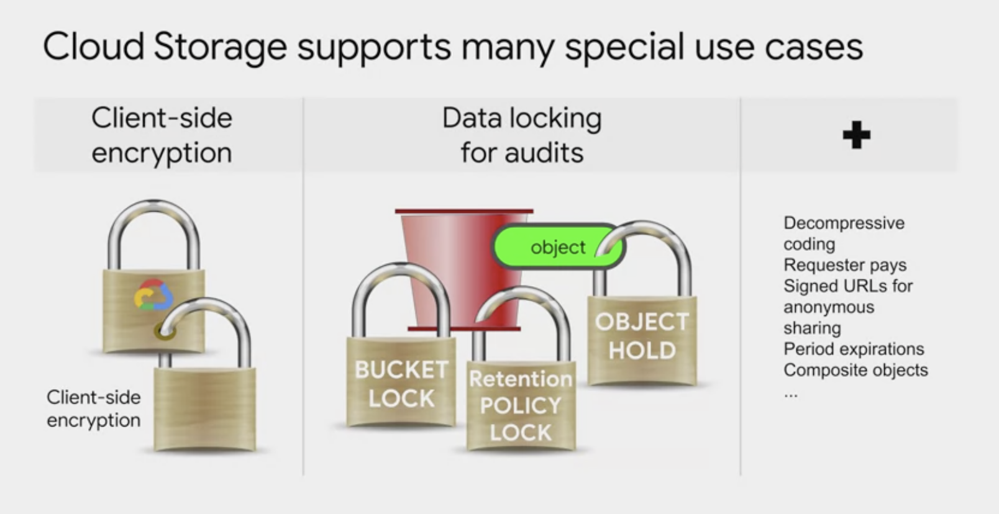 Cloud Storage supports many special use cases
Client-side
encryption
Data locking
for audits
Client-side
encryption
object
BUCKET
LOCK
Retention
POLICY
LOCK
OBJECT
HOLD
Decompressive
coding
Requester pays
Signed URLs for
anonymous
sharing
Period expirations
Composite objects
...